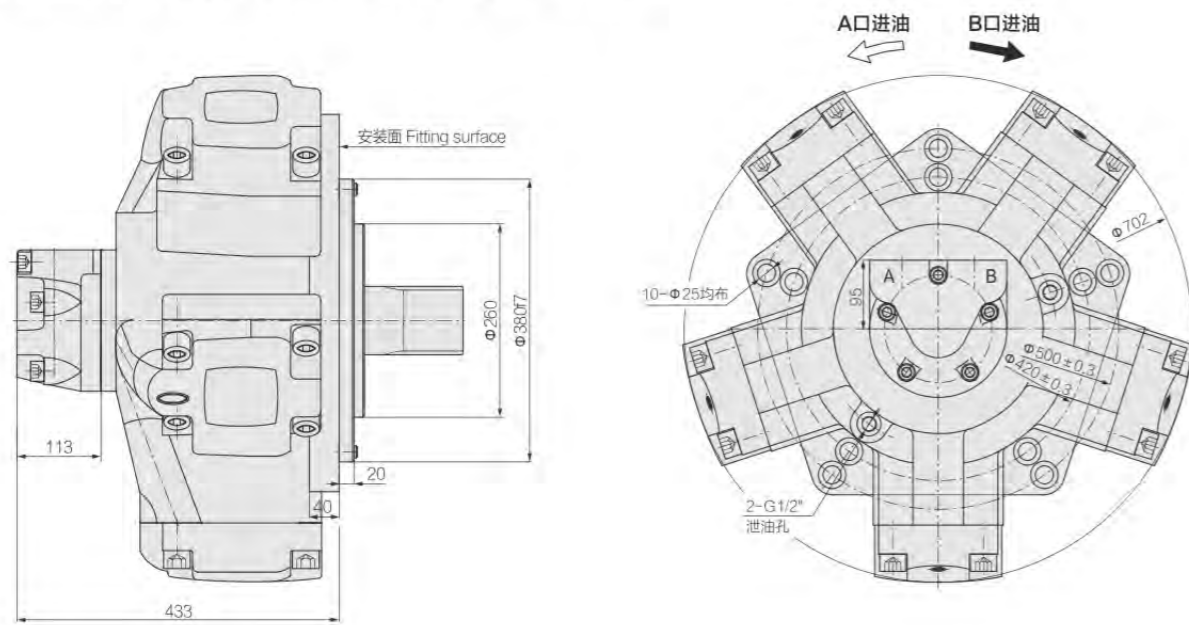 A口进油
B口进油
安装面 Fitting surface
Φ702
10-Φ25均布
A
B
95
Φ260
Φ380f7
Φ500±0.3
Φ420±0.3
113
20
40
2-G1/2"
泄油孔
433